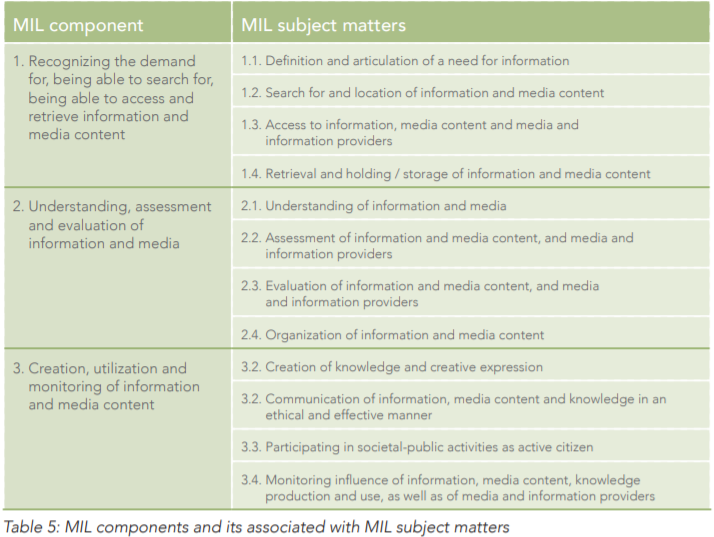 MIL component
MIL subject matters
1. Recognizing the demand
for, being able to search for,
being able to access and
retrieve information and
media content
1.1. Definition and articulation of a need for information
1.2. Search for and location of information and media content
1.3. Access to information, media content and media and
information providers
1.4. Retrieval and holding / storage of information and media content
2. Understanding, assessment
and evaluation of
information and media
2.1. Understanding of information and media
2.2. Assessment of information and media content, and media and
information providers
2.3. Evaluation of information and media content, and media
and information providers
2.4. Organization of information and media content
3. Creation, utilization and
monitoring of information
and media content
3.2. Creation of knowledge and creative expression
3.2. Communication of information, media content and knowledge in an
ethical and effective manner
3.3. Participating in societal-public activities as active citizen
3.4. Monitoring influence of information, media content, knowledge
production and use, as well as of media and information providers
Table 5: MIL components and its associated with MIL subject matters